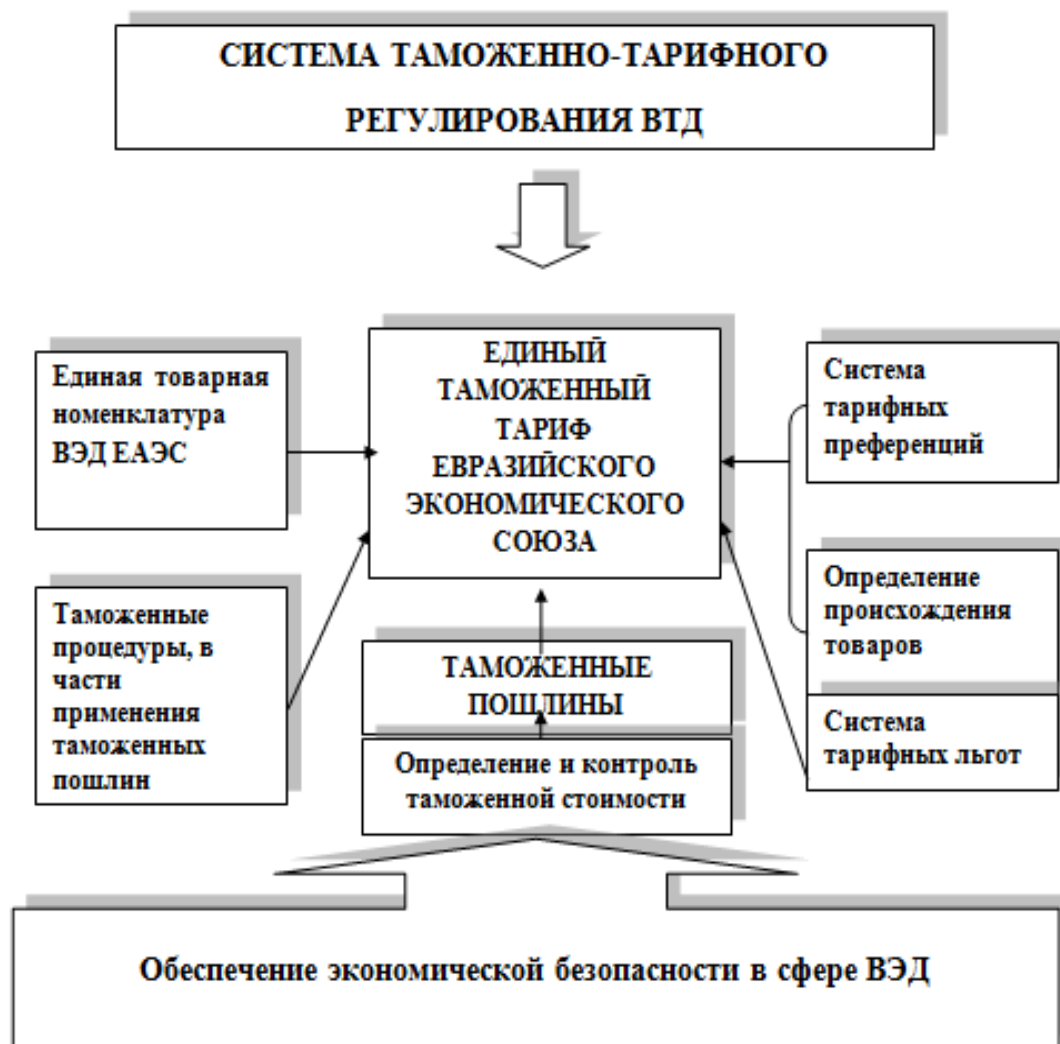 СИСТЕМА ТАМОЖЕННО-ТАРИФНОГО
РЕГУЛИРОВАНИЯ ВТД
Единая товарная
номенклатура
ВЭД ЕАЭС
ЕДИНЫЙ
ТАМОЖЕННЫЙ
ТАРИФ
ЕВРАЗИЙСКОГО
ЭКОНОМИЧЕСКОГО
СОЮЗА
Система
тарифных
преференций
Таможенные
процедуры, в
части
применения
таможенных
пошлин
ТАМОЖЕННЫЕ
ПОШЛИНЫ
Определение и контроль
таможенной стоимости
Определение
происхождения
товаров
Система
тарифных льгот
Обеспечение экономической безопасности в сфере ВЭД